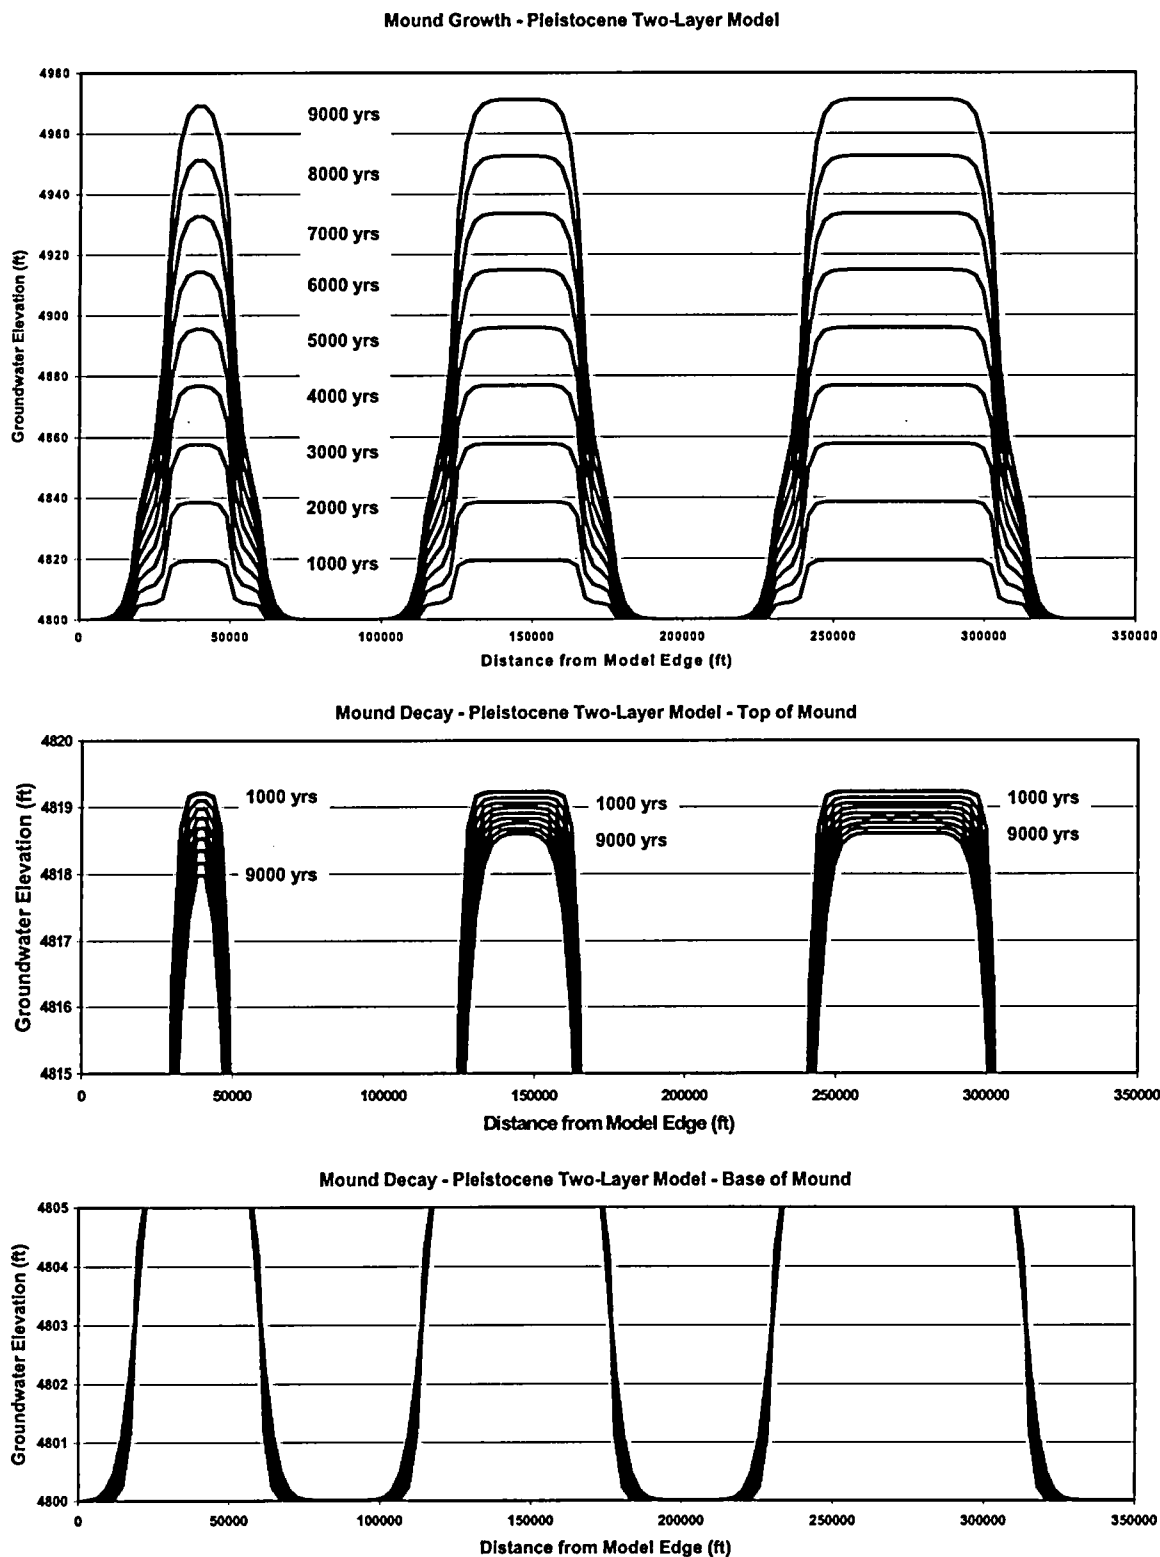 Mound Growth - Pleistocene Two-Layer Model
4980
4960
4940
4920
4900
4880
4860
4840
4820
4800
Groundwater Elevation (ft)
9000 yrs
8000 yrs
7000 yrs
6000 yrs
5000 yrs
4000 yrs
3000 yrs
2000 yrs
1000 yrs
0 50000 100000 150000 200000 250000 300000 350000
Distance from Model Edge (ft)
Mound Decay - Pleistocene Two-Layer Model - Top of Mound
4820
4819
4818
4817
4816
4815
Groundwater Elevation (ft)
1000 yrs 1000 yrs 1000 yrs
9000 yrs 9000 yrs 9000 yrs
0 50000 100000 150000 200000 250000 300000 350000
Distance from Model Edge (ft)
Mound Decay - Pleistocene Two-Layer Model - Base of Mound
4805
4804
4803
4802
4801
4800
Groundwater Elevation (ft)
0 50000 100000 150000 200000 250000 300000 350000
Distance from Model Edge (ft)